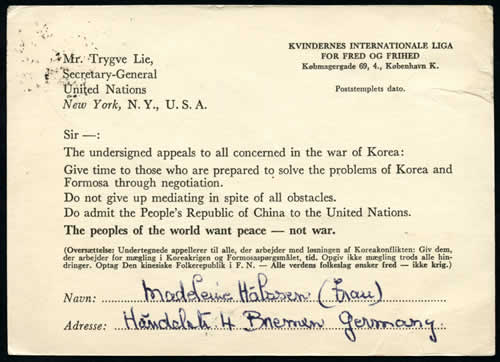 KVINDERNES INTERNATIONALE LIGA
FOR FRED OG FRIHED
Købmagergade 69, 4., København K.
Poststemplets dato.
Mr. Trygve Lie,
Secretary-General
United Nations
New York, N. Y., U. S. A.
Sir —:
The undersigned appeals to all concerned in the war of Korea:
Give time to those who are prepared to solve the problems of Korea and
Formosa through negotiation.
Do not give up mediating in spite of all obstacles.
Do admit the People's Republic of China to the United Nations.
The peoples of the world want peace — not war.
(Oversættelse: Undertegnede appellerer til alle, der arbejder med løsningen af Koreakonflikten: Giv dem,
der arbejder for mægling i Koreakrigen og Formosaspørgsmålet, tid. Opgiv ikke mægling trods alle hin-
dringer. Optag Den kinesiske Folkerepublik i F. N. — Alle verdens folkeslag ønsker fred — ikke krig.)
Navn: (Frau)
Adresse: 4 Bremen Germany